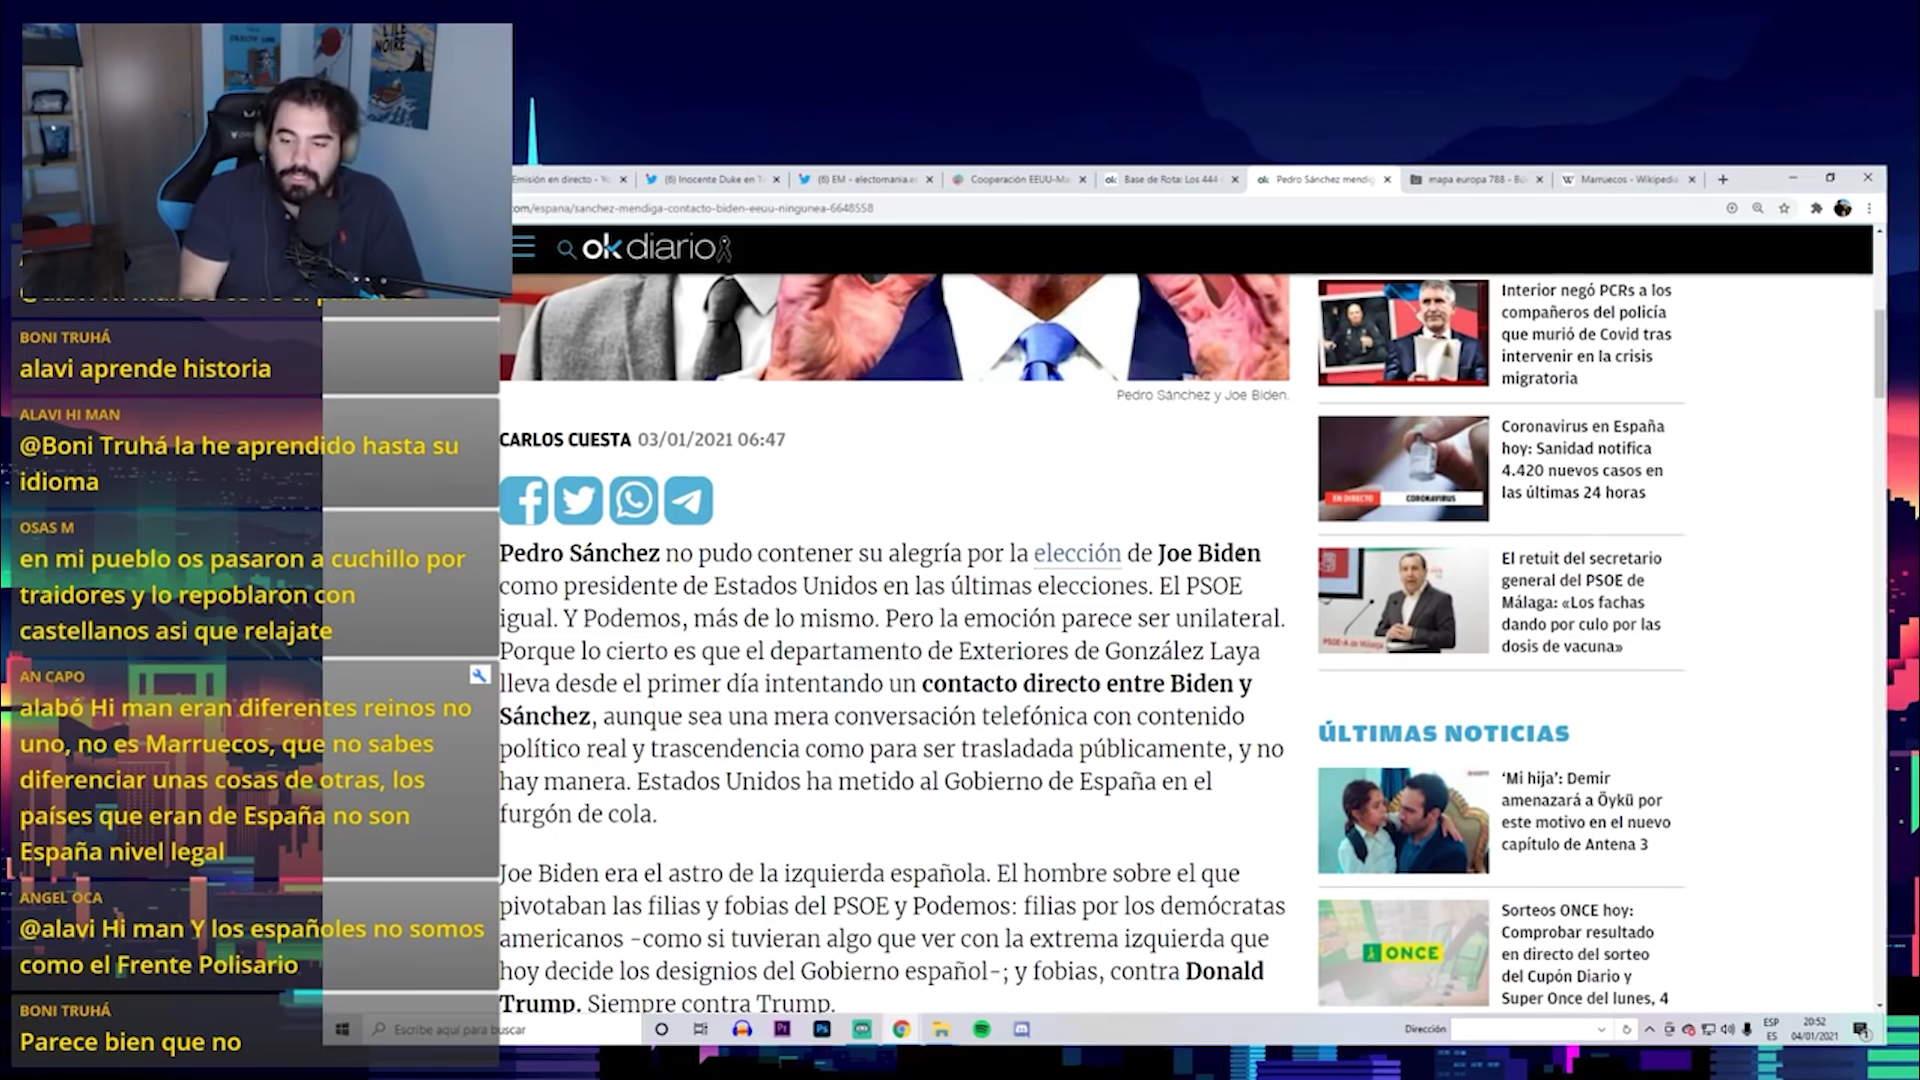 L'ÎLE
NOIRE
Emisión en directo - Yo
(6) Inocente Duke en T
(6) EM - electomania.es
Cooperación EEUU-Ma
ok Base de Rota: Los 444
ok Pedro Sánchez mendig
mapa europa 788 - Bús
W Marruecos - Wikipedia
com/espana/sanchez-mendiga-contacto-biden-eeuu-ningunea-6648558
okdiario
BONI TRUHÁ
alavi aprende historia
ALAVI HI MAN
@Boni Truhá la he aprendido hasta su
idioma
OSAS M
en mi pueblo os pasaron a cuchillo por
traidores y lo repoblaron con
castellanos asi que relajate
AN CAPO
alabó Hi man eran diferentes reinos no
uno, no es Marruecos, que no sabes
diferenciar unas cosas de otras, los
países que eran de España no son
España nivel legal
ANGEL OCA
@alavi Hi man Y los españoles no somos
como el Frente Polisario
BONI TRUHÁ
Parece bien que no
Pedro Sánchez y Joe Biden.
CARLOS CUESTA 03/01/2021 06:47
Pedro Sánchez no pudo contener su alegría por la elección de Joe Biden
como presidente de Estados Unidos en las últimas elecciones. El PSOE
igual. Y Podemos, más de lo mismo. Pero la emoción parece ser unilateral.
Porque lo cierto es que el departamento de Exteriores de González Laya
lleva desde el primer día intentando un contacto directo entre Biden y
Sánchez, aunque sea una mera conversación telefónica con contenido
político real y trascendencia como para ser trasladada públicamente, y no
hay manera. Estados Unidos ha metido al Gobierno de España en el
furgón de cola.
Joe Biden era el astro de la izquierda española. El hombre sobre el que
pivotaban las filias y fobias del PSOE y Podemos: filias por los demócratas
americanos -como si tuvieran algo que ver con la extrema izquierda que
hoy decide los designios del Gobierno español-; y fobias, contra Donald
Trump. Siempre contra Trump.
Interior negó PCRs a los
compañeros del policía
que murió de Covid tras
intervenir en la crisis
migratoria
EN DIRECTO CORONAVIRUS
Coronavirus en España
hoy: Sanidad notifica
4.420 nuevos casos en
las últimas 24 horas
PSOE-A de Málaga
El retuit del secretario
general del PSOE de
Málaga: «Los fachas
dando por culo por las
dosis de vacuna»
ÚLTIMAS NOTICIAS
'Mi hija': Demir
amenazará a Öykü por
este motivo en el nuevo
capítulo de Antena 3
ONCE
Sorteos ONCE hoy:
Comprobar resultado
en directo del sorteo
del Cupón Diario y
Super Once del lunes, 4
Escribe aquí para buscar
Pr
Ps
Dirección
ESP
ES
20:52
04/01/2021